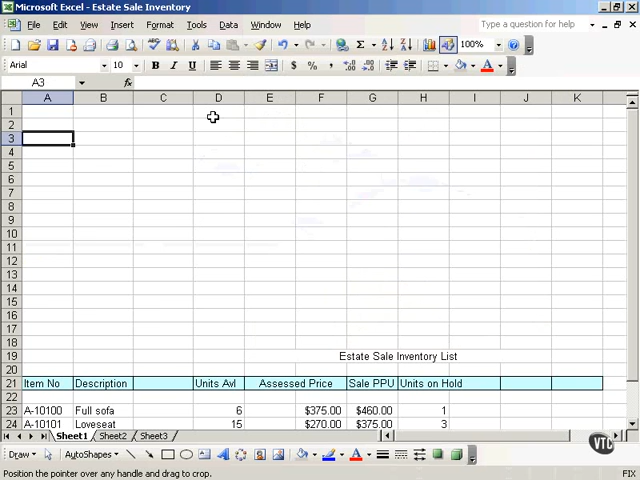 Microsoft Excel - Estate Sale Inventory
File Edit View Insert Format Tools Data Window Help Type a question for help
100%
Arial 10 B I U $ % ,
A3 fx
A B C D E F G H I J K
1
2
3
4
5
6
7
8
9
10
11
12
13
14
15
16
17
18
19 Estate Sale Inventory List
20
21 Item No Description Units Avl Assessed Price Sale PPU Units on Hold
22
23 A-10100 Full sofa 6 $375.00 $460.00 1
24 A-10101 Loveseat 15 $270.00 $375.00 3
Sheet1 Sheet2 Sheet3
Draw AutoShapes
Position the pointer over any handle and drag to crop. FIX
VTC